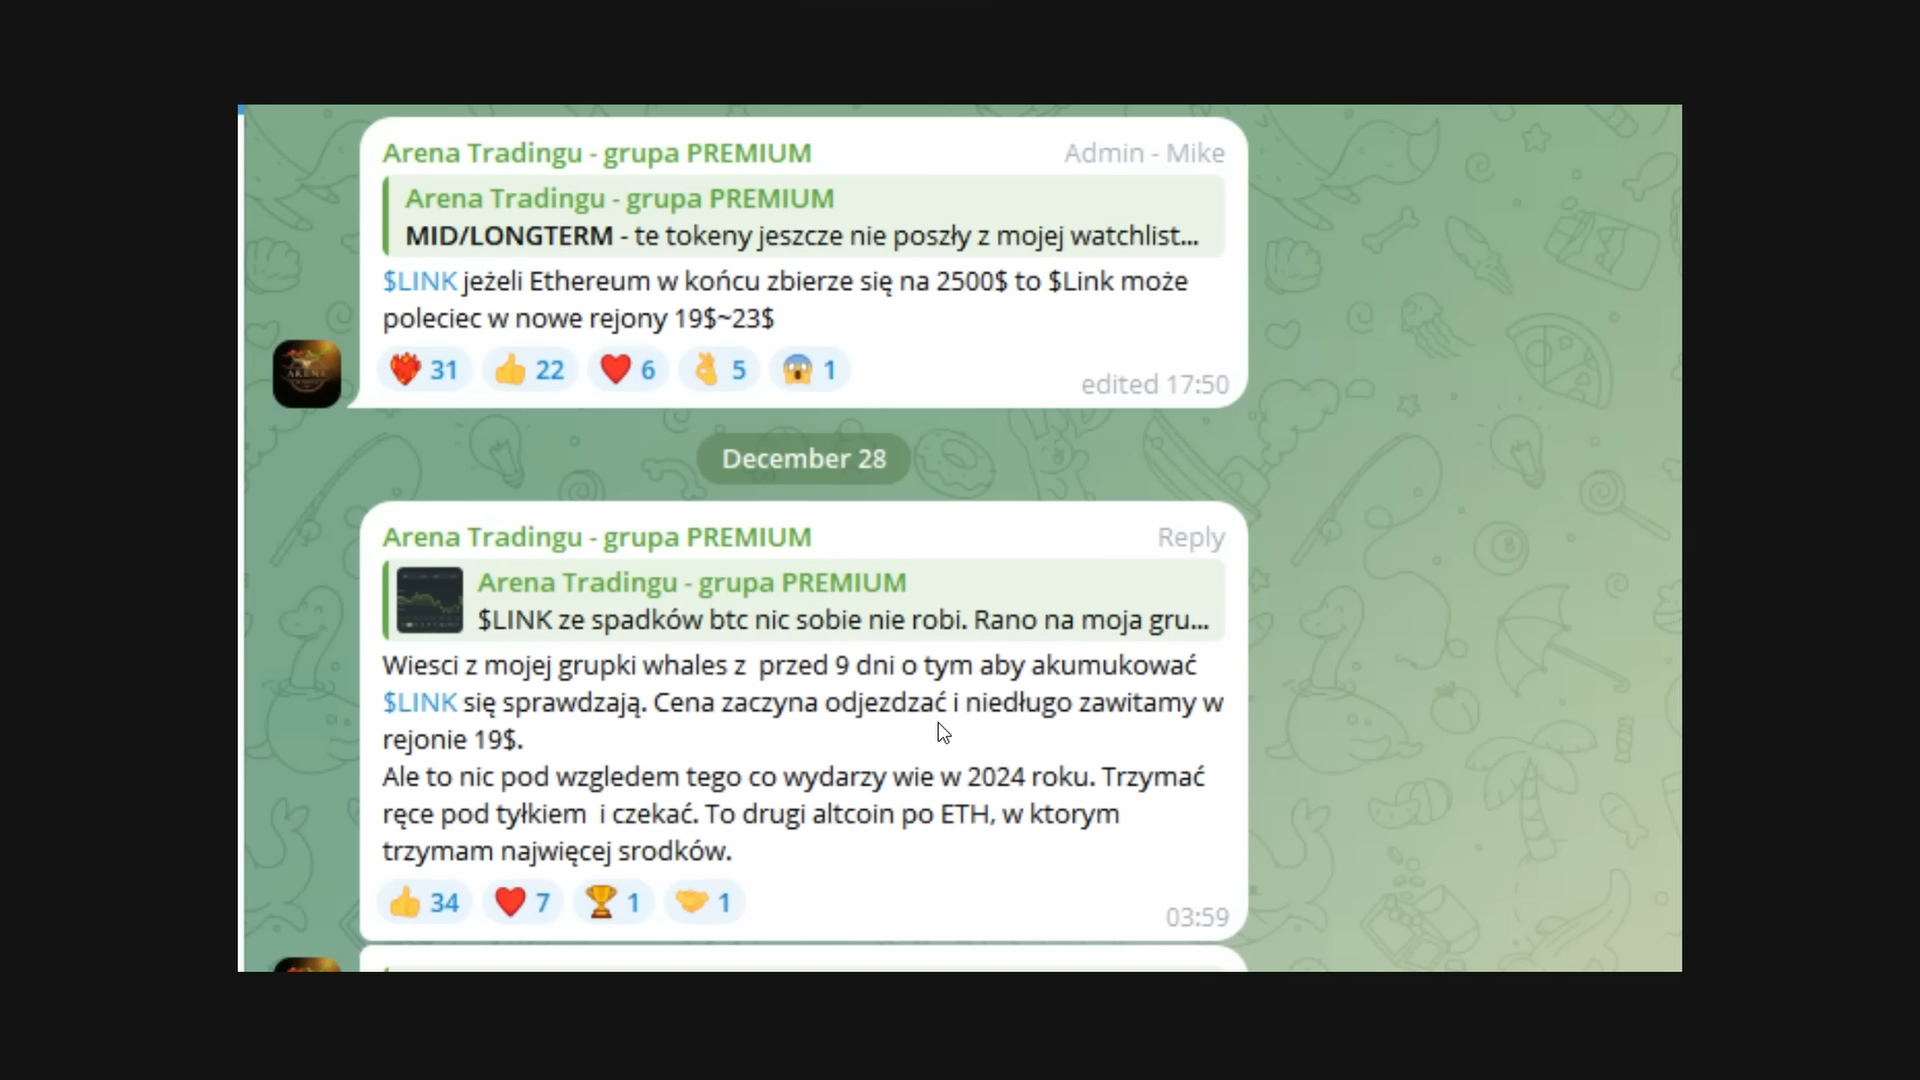 Arena Tradingu - grupa PREMIUM Admin - Mike
Arena Tradingu - grupa PREMIUM
MID/LONGTERM - te tokeny jeszcze nie poszły z mojej watchlist...
$LINK jeżeli Ethereum w końcu zbierze się na 2500$ to $Link może
poleciec w nowe rejony 19$~23$
31 22 6 5 1
edited 17:50
ARENA
December 28
Arena Tradingu - grupa PREMIUM Reply
Arena Tradingu - grupa PREMIUM
$LINK ze spadków btc nic sobie nie robi. Rano na moja gru...
Wiesci z mojej grupki whales z  przed 9 dni o tym aby akumukować
$LINK się sprawdzają. Cena zaczyna odjezdzać i niedługo zawitamy w
rejonie 19$.
Ale to nic pod wzgledem tego co wydarzy wie w 2024 roku. Trzymać
ręce pod tyłkiem  i czekać. To drugi altcoin po ETH, w ktorym
trzymam najwięcej srodków.
34 7 1 1
03:59